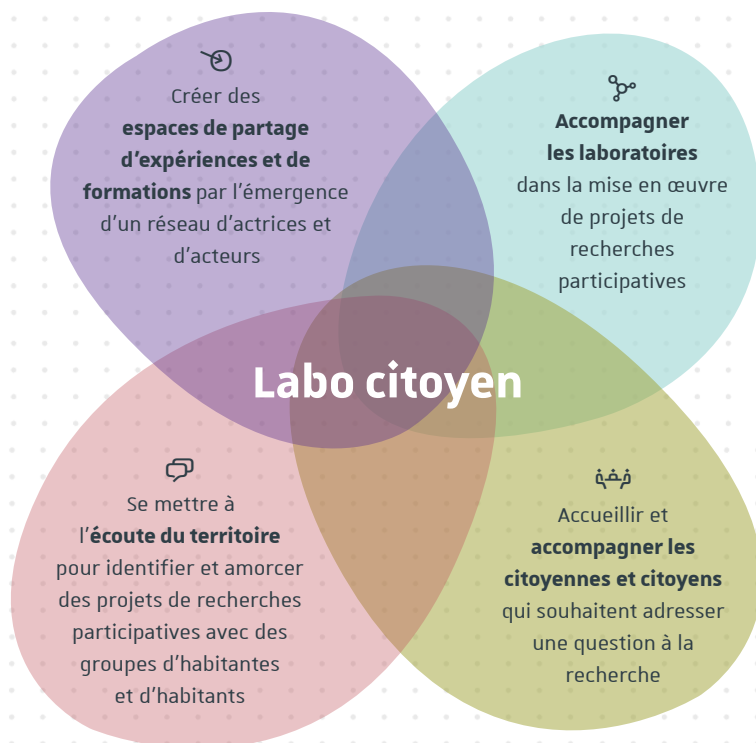 Créer des
espaces de partage
d'expériences et de
formations par l'émergence
d'un réseau d'actrices et
d'acteurs
Accompagner
les laboratoires
dans la mise en œuvre
de projets de
recherches
participatives
Labo citoyen
Se mettre à
l'écoute du territoire
pour identifier et amorcer
des projets de recherches
participatives avec des
groupes d'habitantes
et d'habitants
Accueillir et
accompagner les
citoyennes et citoyens
qui souhaitent adresser
une question à la
recherche